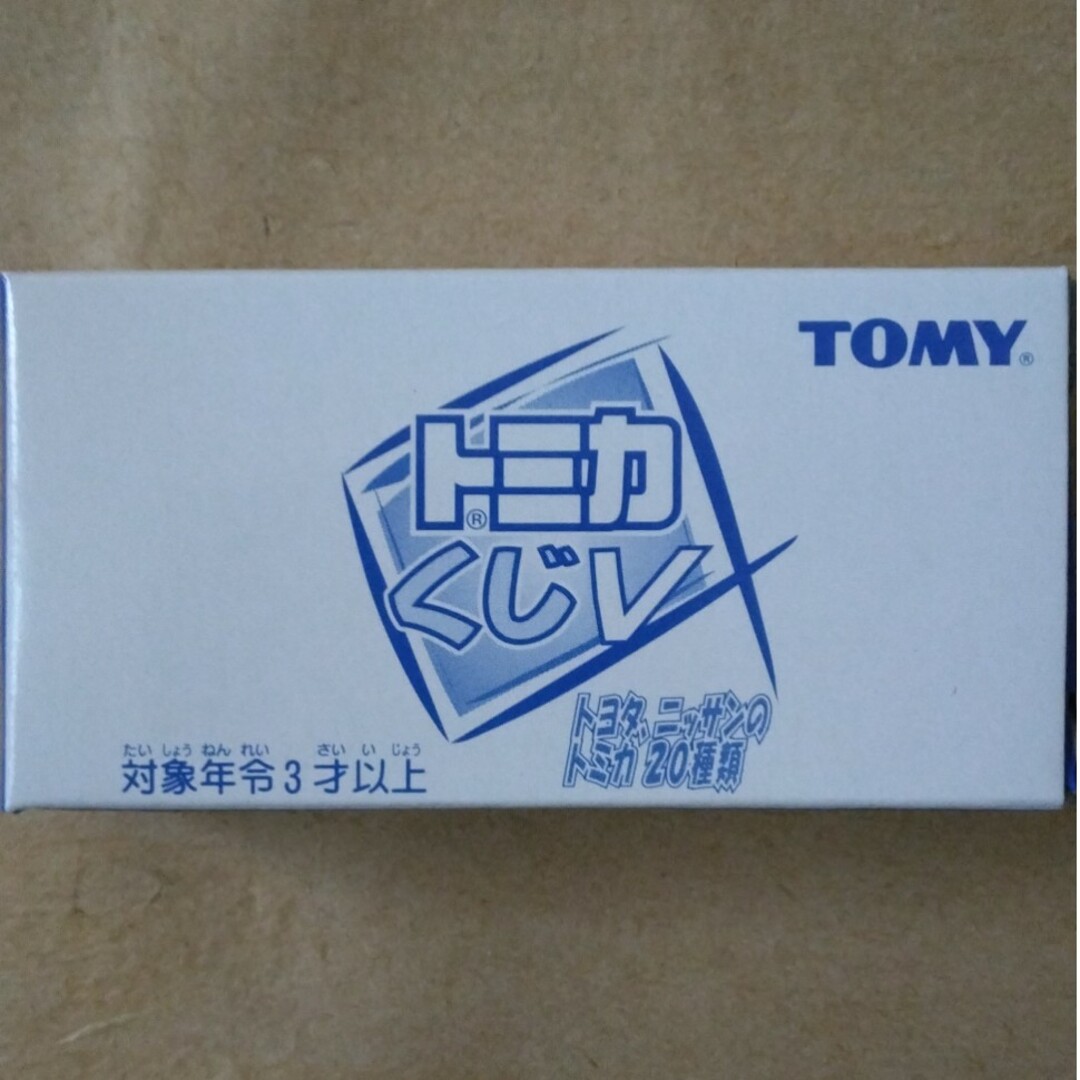 TOMY®
トミカ®
くじV
トヨタ、ニッサンの
トミカ 20種類
たいしょうねんれい さいいじょう
対象年令3才以上